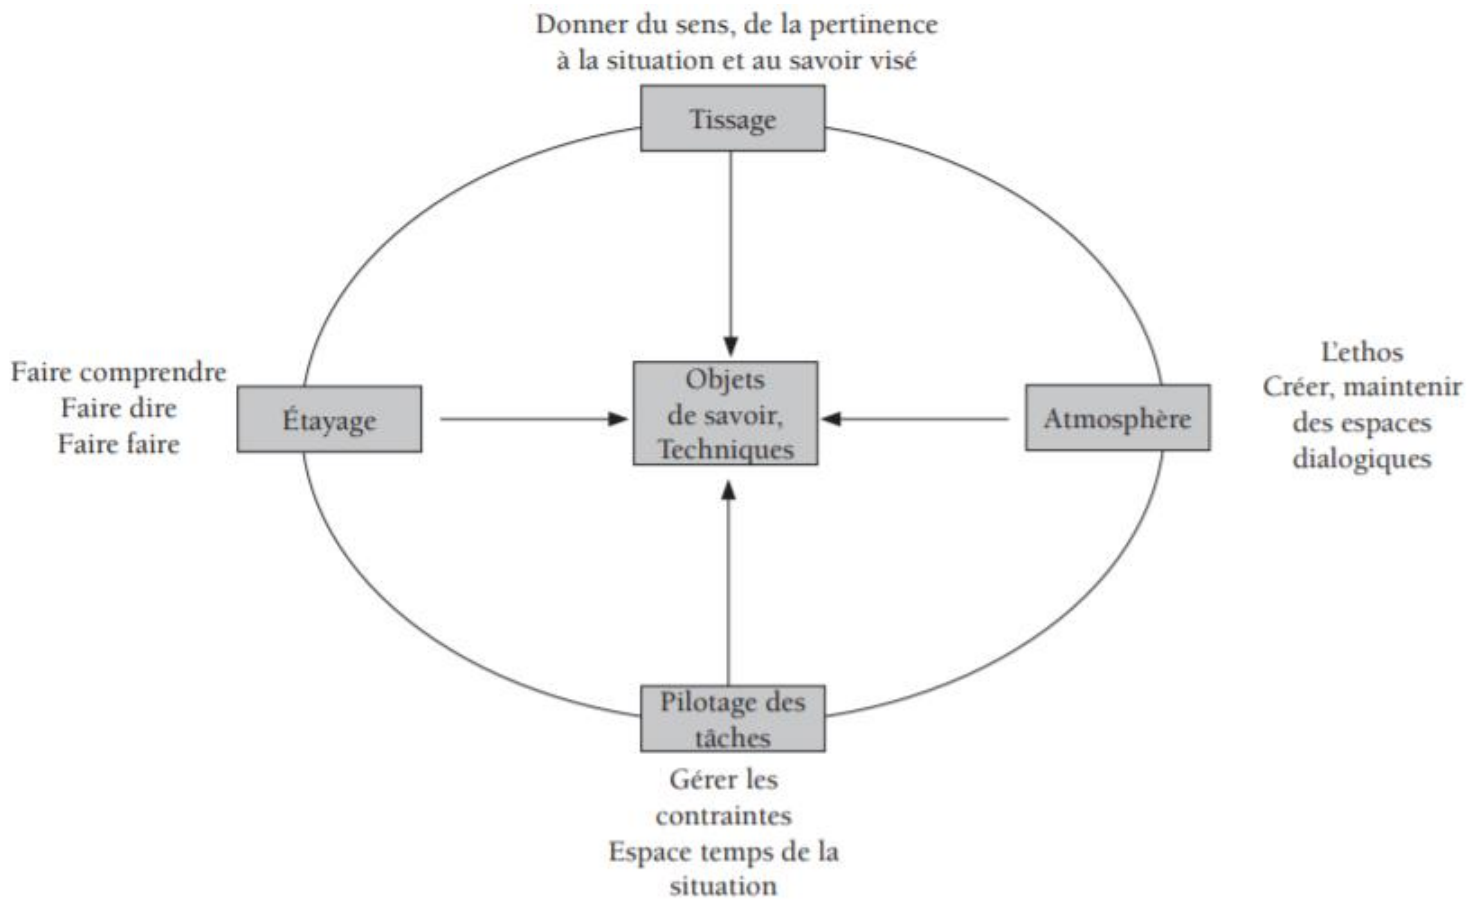 Donner du sens, de la pertinence
à la situation et au savoir visé
Tissage
Faire comprendre
Faire dire
Faire faire
Étayage
Objets
de savoir,
Techniques
Atmosphère
L'ethos
Créer, maintenir
des espaces
dialogiques
Pilotage des
tâches
Gérer les
contraintes
Espace temps de la
situation